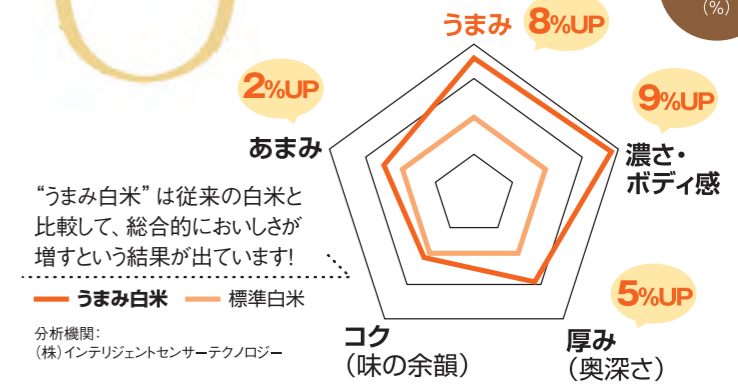 (%)
うまみ 8%UP
2%UP
9%UP
あまみ
濃さ・
ボディ感
“うまみ白米” は従来の白米と
比較して、総合的においしさが
増すという結果が出ています!
うまみ白米 標準白米
5%UP
分析機関:
(株)インテリジェントセンサーテクノロジー
コク
(味の余韻)
厚み
(奥深さ)